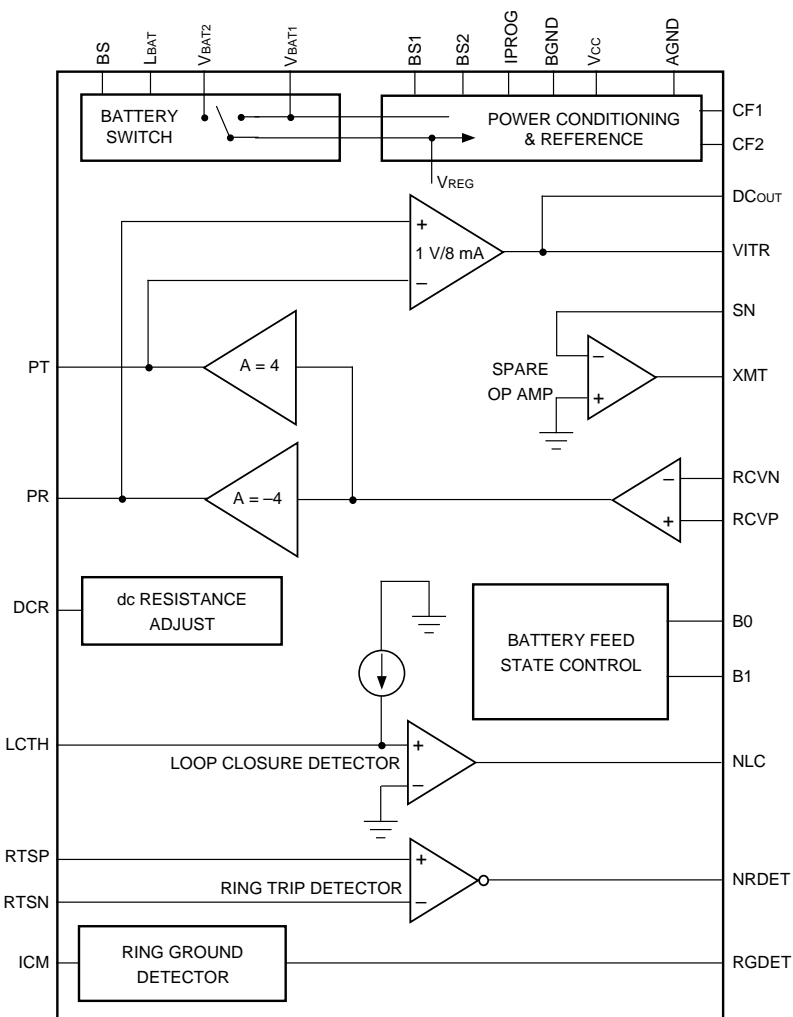 BS
LBAT
VBAT2
VBAT1
BS1
BS2
IPROG
BGND
VCC
AGND
BATTERY
SWITCH
POWER CONDITIONING
& REFERENCE
CF1
CF2
VREG
DCOUT
+
1 V/8 mA
–
VITR
SN
PT
A = 4
SPARE
OP AMP
–
+
XMT
PR
A = –4
–
+
RCVN
RCVP
DCR
dc RESISTANCE
ADJUST
BATTERY FEED
STATE CONTROL
B0
B1
LCTH
LOOP CLOSURE DETECTOR
+
–
NLC
RTSP
RTSN
RING TRIP DETECTOR
+
–
NRDET
ICM
RING GROUND
DETECTOR
RGDET